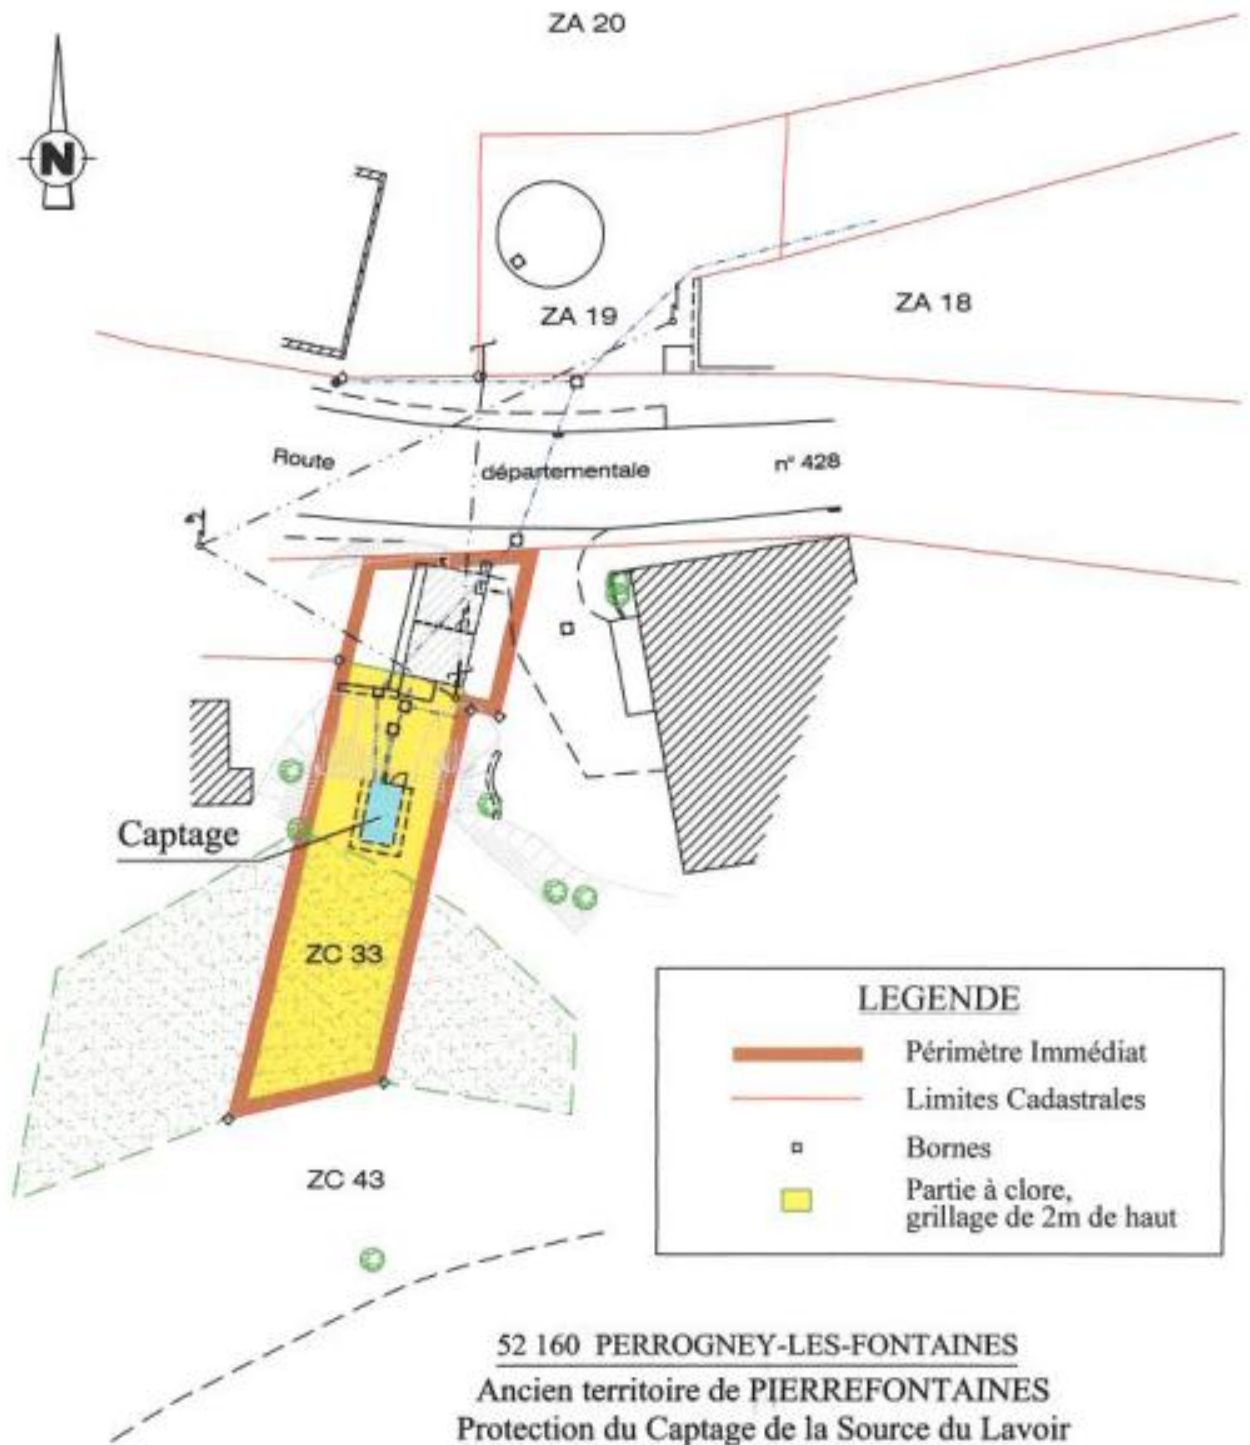 ZA 20
N
ZA 19
ZA 18
Route
départementale
n° 428
2
Captage
ZC 33
LEGENDE
Périmètre Immédiat
Limites Cadastrales
Bornes
Partie à clore,
grillage de 2m de haut
ZC 43
52 160 PERROGNEY-LES-FONTAINES
Ancien territoire de PIERREFONTAINES
Protection du Captage de la Source du Lavoir